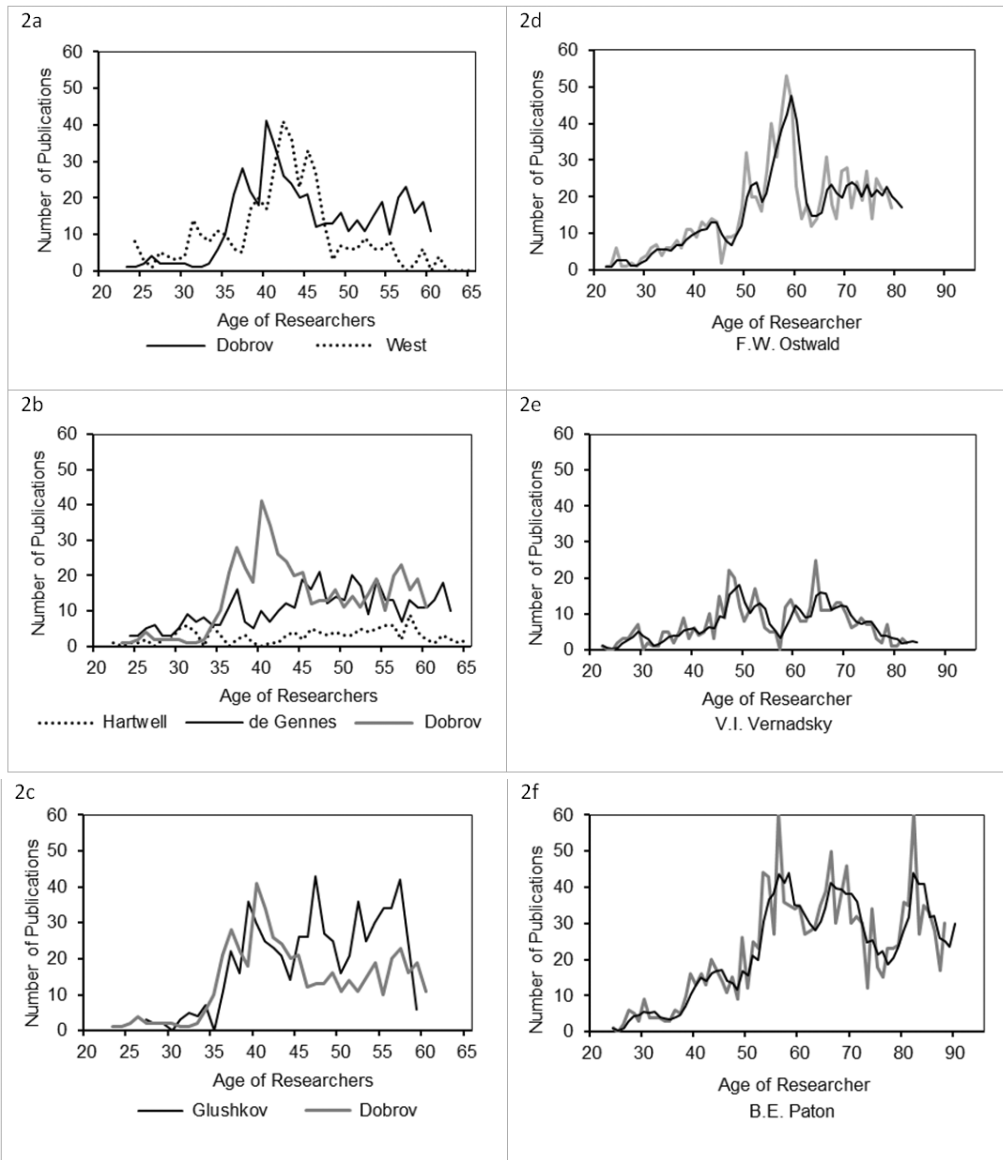 2a
60
50
40
30
20
10
0
Number of Publications
20 25 30 35 40 45 50 55 60 65
Age of Researchers
Dobrov West
2d
60
50
40
30
20
10
0
Number of Publications
20 30 40 50 60 70 80 90
Age of Researcher
F.W. Ostwald
2b
60
50
40
30
20
10
0
Number of Publications
20 25 30 35 40 45 50 55 60 65
Age of Researchers
Hartwell de Gennes Dobrov
2e
60
50
40
30
20
10
0
Number of Publications
20 30 40 50 60 70 80 90
Age of Researcher
V.I. Vernadsky
2c
60
50
40
30
20
10
0
Number of Publications
20 25 30 35 40 45 50 55 60 65
Age of Researchers
Glushkov Dobrov
2f
60
50
40
30
20
10
0
Number of Publications
20 30 40 50 60 70 80 90
Age of Researcher
B.E. Paton